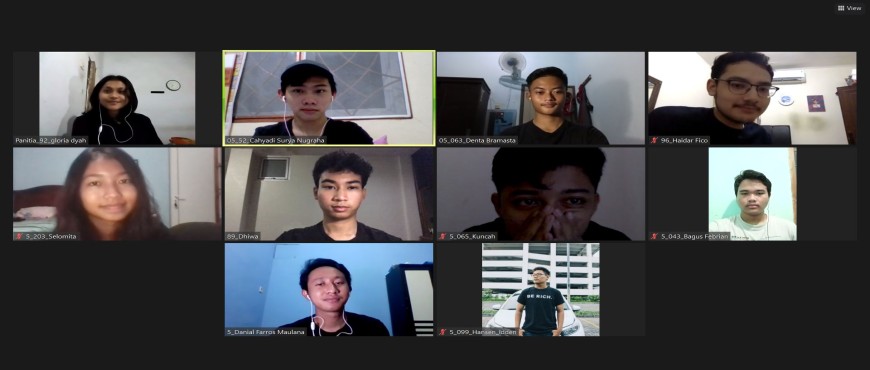 View
Panitia_92_gloria dyah
05_52_Cahyadi Surya Nugraha
05_063_Denta Bramasta
96_Haidar Fico
5_203_Selomita
89_Dhiwa
5_065_Kuncah
5_043_Bagus Febrian
5_Danial Farros Maulana
BE RICH.
5_099_Hansen_Idden